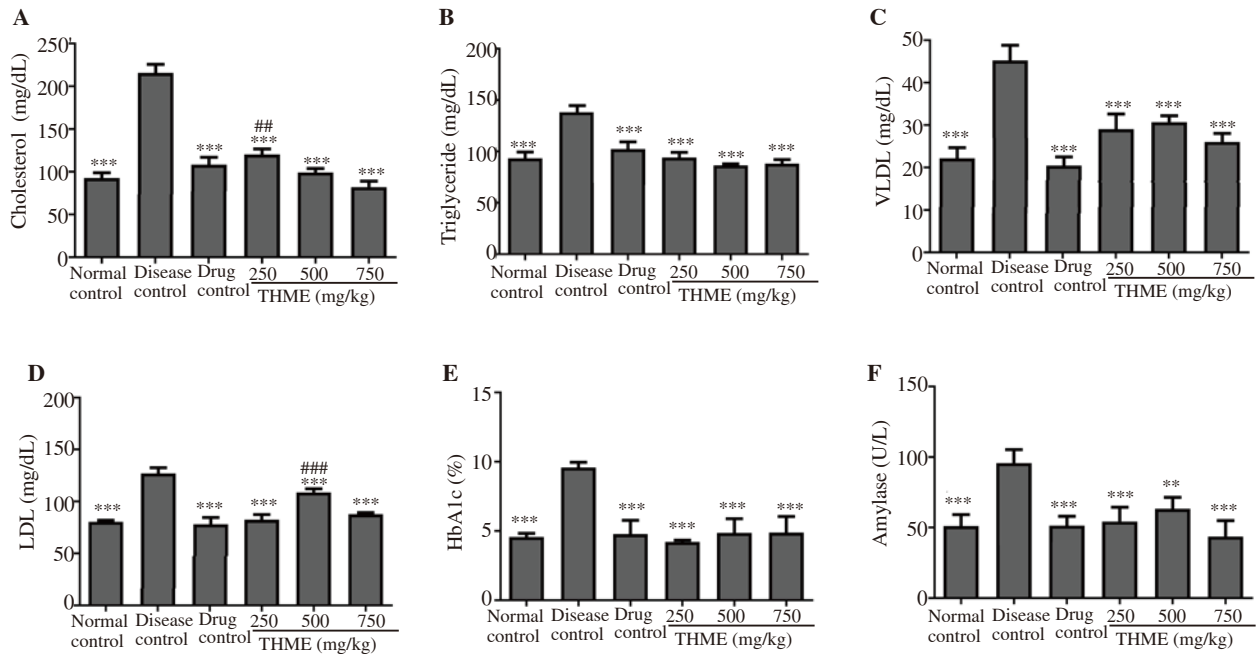 A
Cholesterol (mg/dL)
250'
200
150
100
50
0
***
***
##
***
***
***
Normal control
Disease control
Drug control
250
500
750
THME (mg/kg)
B
Triglyceride (mg/dL)
200
150
100
50
0
***
***
***
***
***
Normal control
Disease control
Drug control
250
500
750
THME (mg/kg)
C
VLDL (mg/dL)
50
40
30
20
10
0
***
***
***
***
***
Normal control
Disease control
Drug control
250
500
750
THME (mg/kg)
D
LDL (mg/dL)
200
150
100
50
0
***
***
***
###
***
***
Normal control
Disease control
Drug control
250
500
750
THME (mg/kg)
E
HbA1c (%)
15
10
5
0
***
***
***
***
***
Normal control
Disease control
Drug control
250
500
750
THME (mg/kg)
F
Amylase (U/L)
150
100
50
0
***
***
***
**
***
Normal control
Disease control
Drug control
250
500
750
THME (mg/kg)